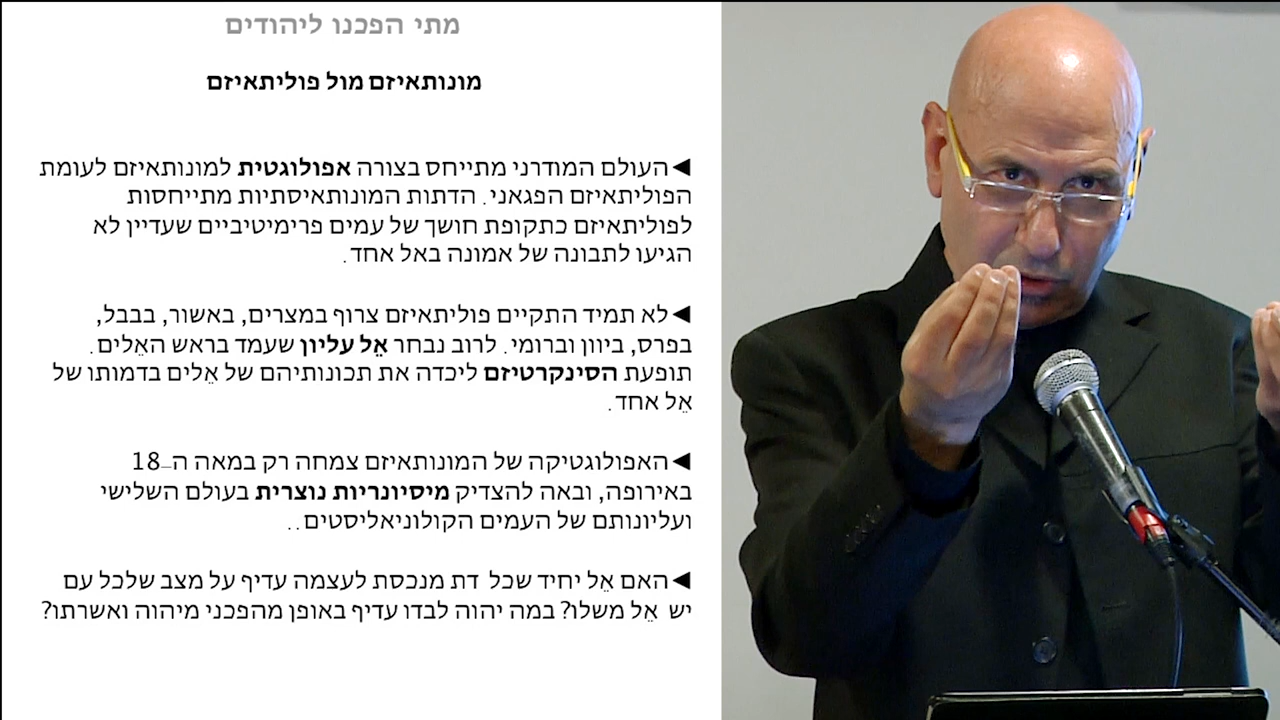 מתי הפכנו ליהודים
מונותאיזם מול פוליתאיזם
◄העולם המודרני מתייחס בצורה אפולוגטית למונותאיזם לעומת
הפוליתאיזם הפגאני. הדתות המונותאיסתיות מתייחסות
לפוליתאיזם כתקופת חושך של עמים פרימיטיביים שעדיין לא
הגיעו לתבונה של אמונה באל אחד.
◄לא תמיד התקיים פוליתאיזם צרוף במצרים, באשור, בבבל,
בפרס, ביוון וברומי. לרוב נבחר אֵל עליון שעמד בראש האֵלים.
תופעת הסינקרטיזם ליכדה את תכונותיהם של אֵלים בדמותו של
אֵל אחד.
◄האפולוגטיקה של המונותאיזם צמחה רק במאה ה–18
באירופה, ובאה להצדיק מיסיונריות נוצרית בעולם השלישי
ועליונותם של העמים הקולוניאליסטים..
◄האם אֵל יחיד שכל דת מנכסת לעצמה עדיף על מצב שלכל עם
יש אֵל משלו? במה יהוה לבדו עדיף באופן מהפכני מיהוה ואשרתו?